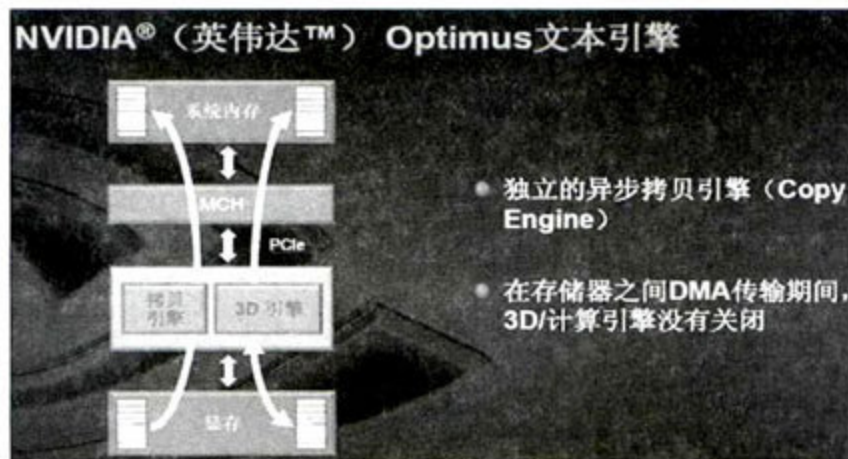 NVIDIA®（英伟达™） Optimus文本引擎
系统内存
MCH
PCIe
拷贝
引擎
3D 引擎
显存
独立的异步拷贝引擎（Copy
Engine）
在存储器之间DMA传输期间，
3D/计算引擎没有关闭